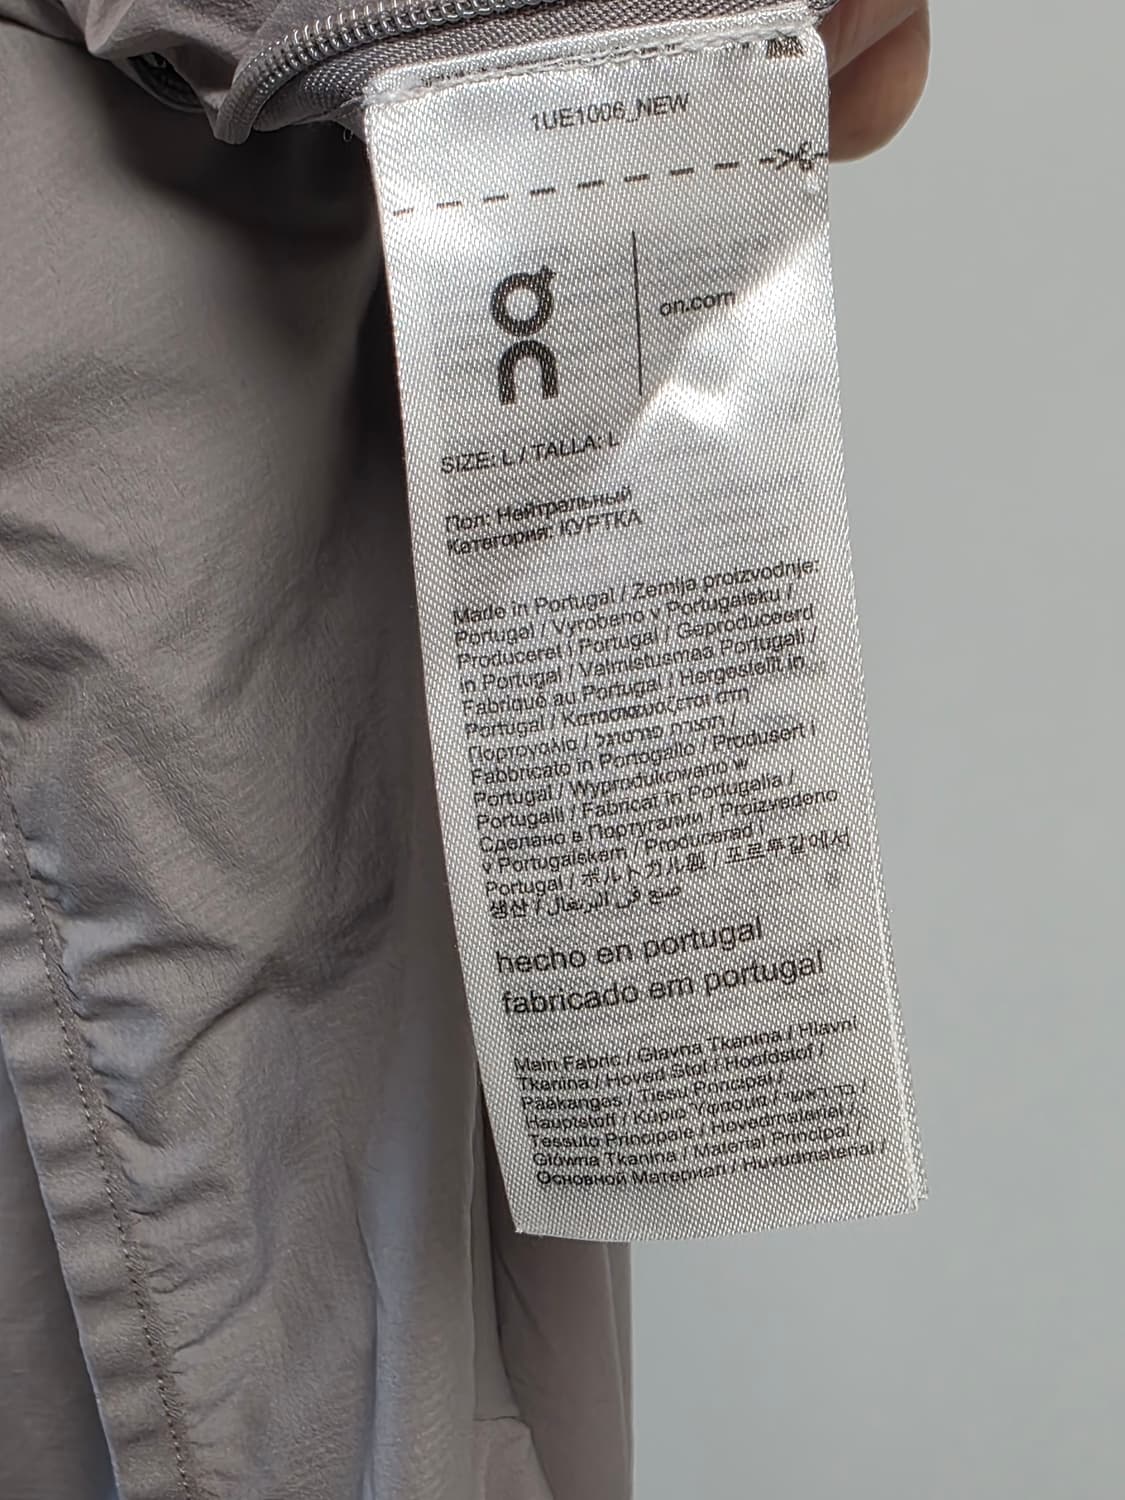 1UE1006_NEW
on
on.com
SIZE: L / TALLA: L
Пол: Нейтральный
Категория: КУРТКА
Made in Portugal / Zemlja proizvodnje:
Portugal / Vyrobeno v Portugalsku /
Produceret i Portugal / Geproduceerd
in Portugal / Valmistusmaa Portugali /
Fabriqué au Portugal / Hergestellt in
Portugal / Κατασκευάζεται στη
Πορτογαλία / תוצרת פורטוגל /
Fabbricato in Portogallo / Produsert i
Portugal / Wyprodukowano w
Portugalii / Fabricat în Portugalia /
Сделано в Португалии / Proizvedeno
v Portugalskem / Producerad i
Portugal / ポルトガル製 / 포르투갈에서
생산 / صنع في البرتغال
hecho en portugal
fabricado em portugal
Main Fabric / Glavna Tkanina / Hlavní
Tkanina / Hoved Stof / Hoofdstof /
Pääkangas / Tissu Principal /
Hauptstoff / Κύριο Ύφασμα / בד ראשי /
Tessuto Principale / Hovedmateriale /
Główna Tkanina / Material Principal /
Основной Материал / Huvudmaterial /